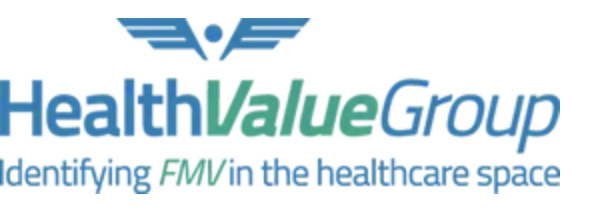 HealthValueGroup
Identifying FMV in the healthcare space